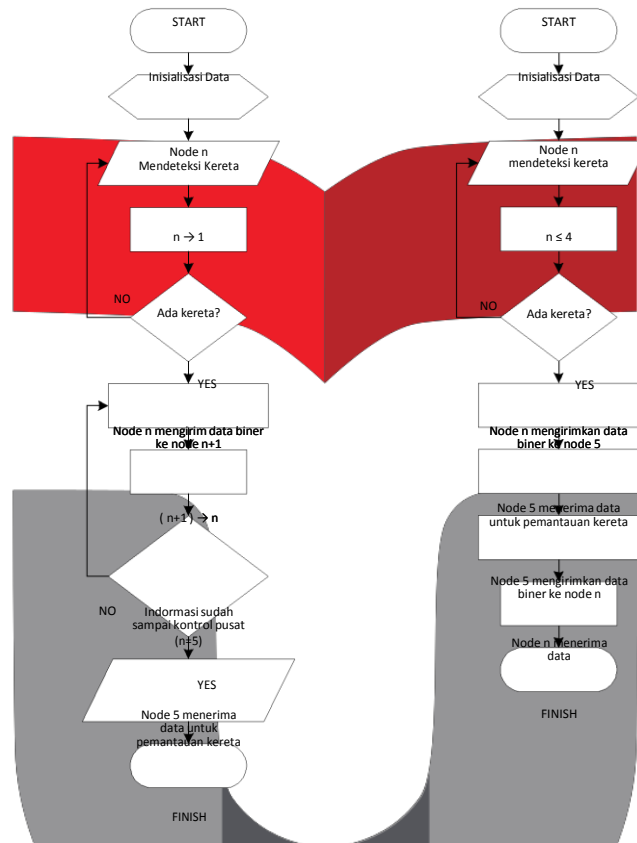 START
Inisialisasi Data
Node n
Mendeteksi Kereta
n → 1
NO
Ada kereta?
YES
Node n mengirim data biner
ke node n+1
( n+1 ) → n
NO
Indormasi sudah
sampai kontrol pusat
(n=5)
YES
Node 5 menerima
data untuk
pemantauan kereta
FINISH
START
Inisialisasi Data
Node n
mendeteksi kereta
n ≤ 4
NO
Ada kereta?
YES
Node n mengirimkan data
biner ke node 5
Node 5 menerima data
untuk pemantauan kereta
Node 5 mengirimkan data
biner ke node n
Node n menerima
data
FINISH